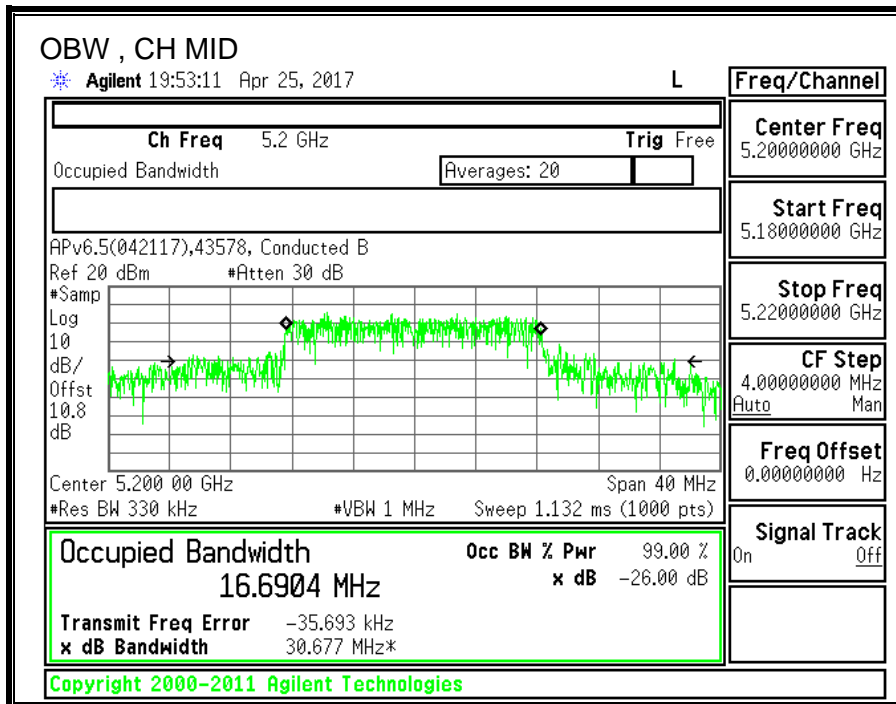 OBW , CH MID
Agilent 19:53:11 Apr 25, 2017 L
Freq/Channel
Ch Freq 5.2 GHz Trig Free
Occupied Bandwidth Averages: 20
APv6.5(042117),43578, Conducted B
Ref 20 dBm #Atten 30 dB
#Samp
Log
10
dB/
Offst
10.8
dB
Center 5.200 00 GHz Span 40 MHz
#Res BW 330 kHz #VBW 1 MHz Sweep 1.132 ms (1000 pts)
Occupied Bandwidth Occ BW % Pwr 99.00 %
16.6904 MHz x dB -26.00 dB
Transmit Freq Error -35.693 kHz
x dB Bandwidth 30.677 MHz*
Copyright 2000-2011 Agilent Technologies
Center Freq
5.20000000 GHz
Start Freq
5.18000000 GHz
Stop Freq
5.22000000 GHz
CF Step
4.00000000 MHz
Auto Man
Freq Offset
0.00000000 Hz
Signal Track
On Off